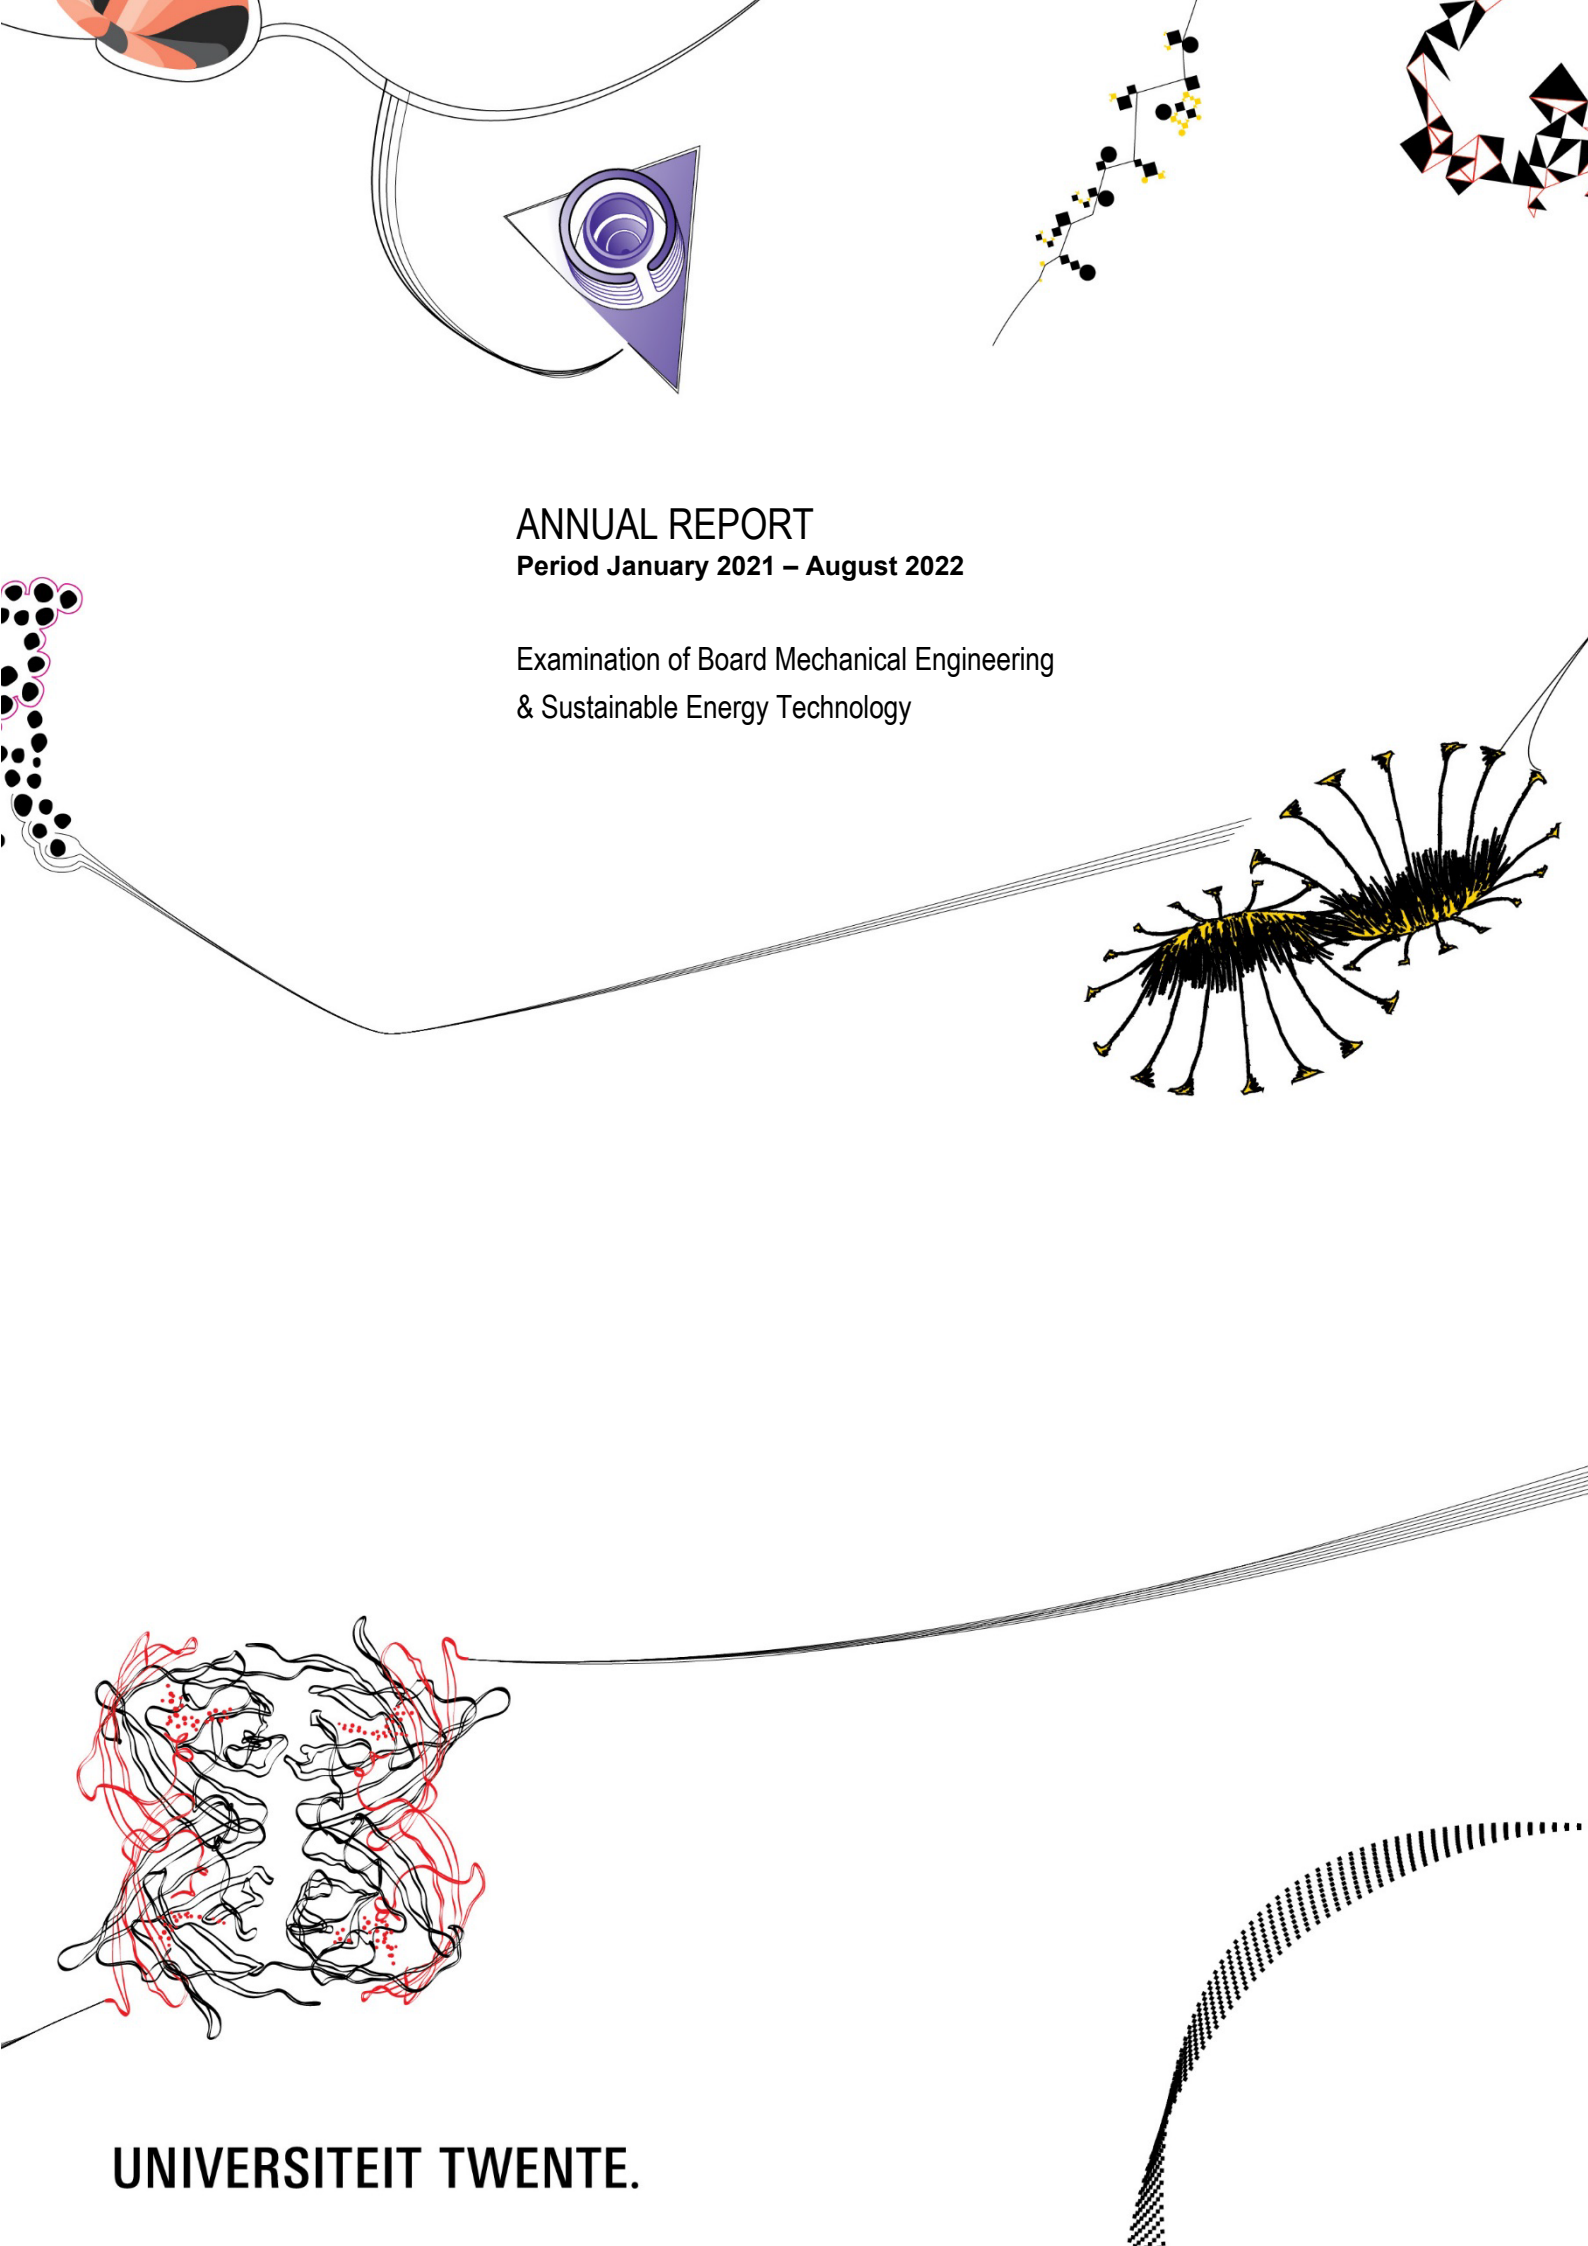 ANNUAL REPORT
Period January 2021 – August 2022
Examination of Board Mechanical Engineering
& Sustainable Energy Technology
UNIVERSITEIT TWENTE.